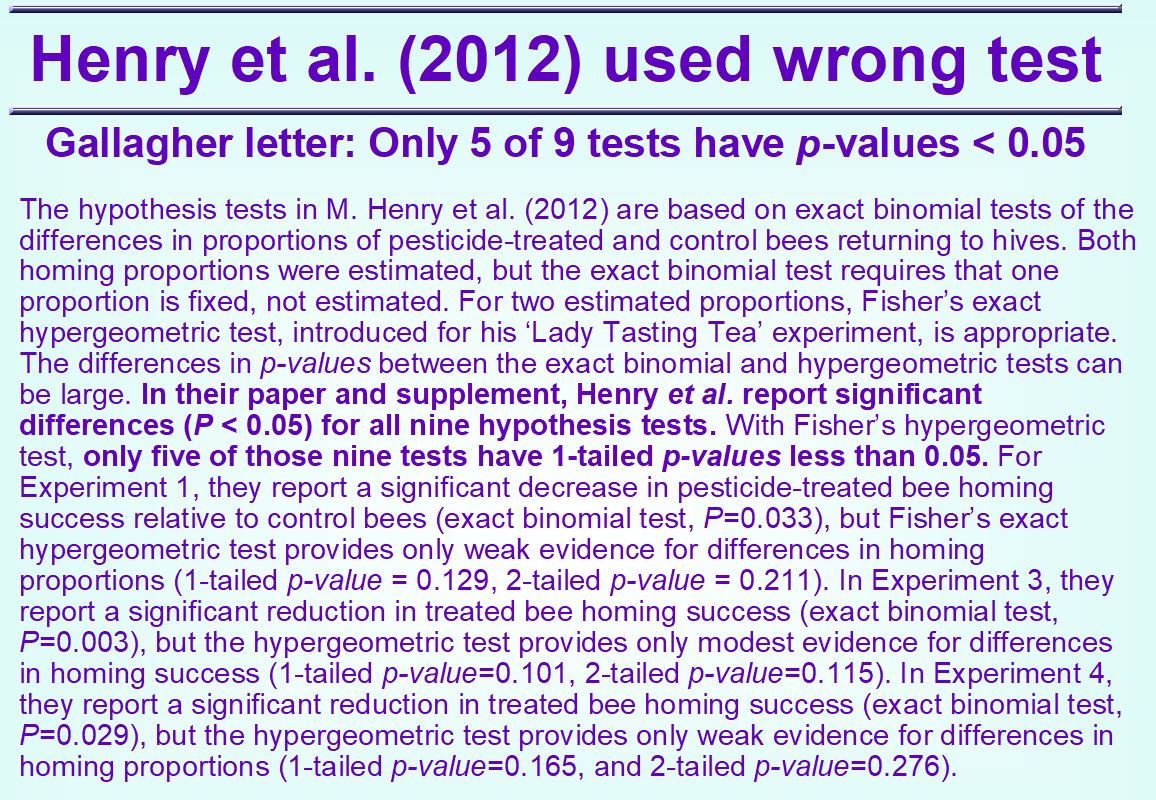 Henry et al. (2012) used wrong test
Gallagher letter: Only 5 of 9 tests have p-values < 0.05
The hypothesis tests in M. Henry et al. (2012) are based on exact binomial tests of the
differences in proportions of pesticide-treated and control bees returning to hives. Both
homing proportions were estimated, but the exact binomial test requires that one
proportion is fixed, not estimated. For two estimated proportions, Fisher’s exact
hypergeometric test, introduced for his ‘Lady Tasting Tea’ experiment, is appropriate.
The differences in p-values between the exact binomial and hypergeometric tests can
be large. In their paper and supplement, Henry et al. report significant
differences (P < 0.05) for all nine hypothesis tests. With Fisher’s hypergeometric
test, only five of those nine tests have 1-tailed p-values less than 0.05. For
Experiment 1, they report a significant decrease in pesticide-treated bee homing
success relative to control bees (exact binomial test, P=0.033), but Fisher’s exact
hypergeometric test provides only weak evidence for differences in homing
proportions (1-tailed p-value = 0.129, 2-tailed p-value = 0.211). In Experiment 3, they
report a significant reduction in treated bee homing success (exact binomial test,
P=0.003), but the hypergeometric test provides only modest evidence for differences
in homing success (1-tailed p-value=0.101, 2-tailed p-value=0.115). In Experiment 4,
they report a significant reduction in treated bee homing success (exact binomial test,
P=0.029), but the hypergeometric test provides only weak evidence for differences in
homing proportions (1-tailed p-value=0.165, and 2-tailed p-value=0.276).